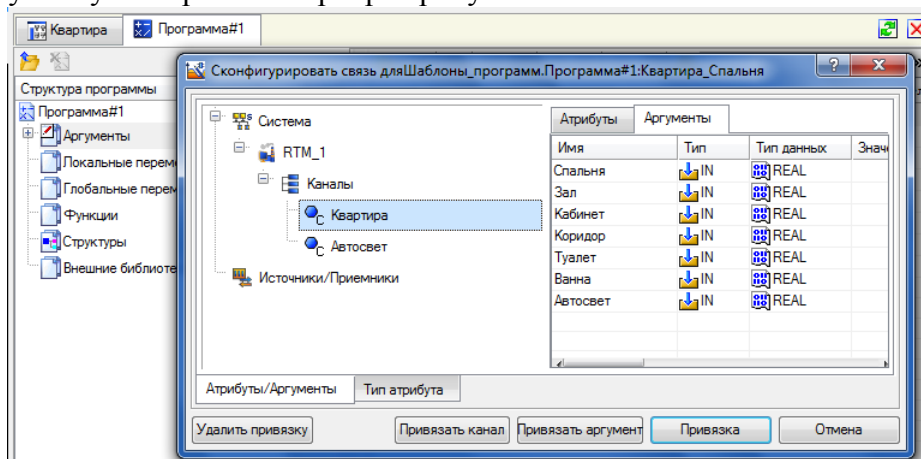 Квартира Программа#1
Структура программы
Программа#1
Аргументы
Локальные
Глобальные
Функции
Структуры
Внешние
Сконфигурировать связь дляШаблоны_программ.Программа#1:Квартира_Спальня
Система
RTM_1
Каналы
Квартира
Автосвет
Источники/Приемники
Атрибуты Аргументы
Имя Тип Тип данных
Спальня IN REAL
Зал IN REAL
Кабинет IN REAL
Коридор IN REAL
Туалет IN REAL
Ванна IN REAL
Автосвет IN REAL
Атрибуты/Аргументы Тип атрибута
Удалить привязку Привязать канал Привязать аргумент Привязка Отмена